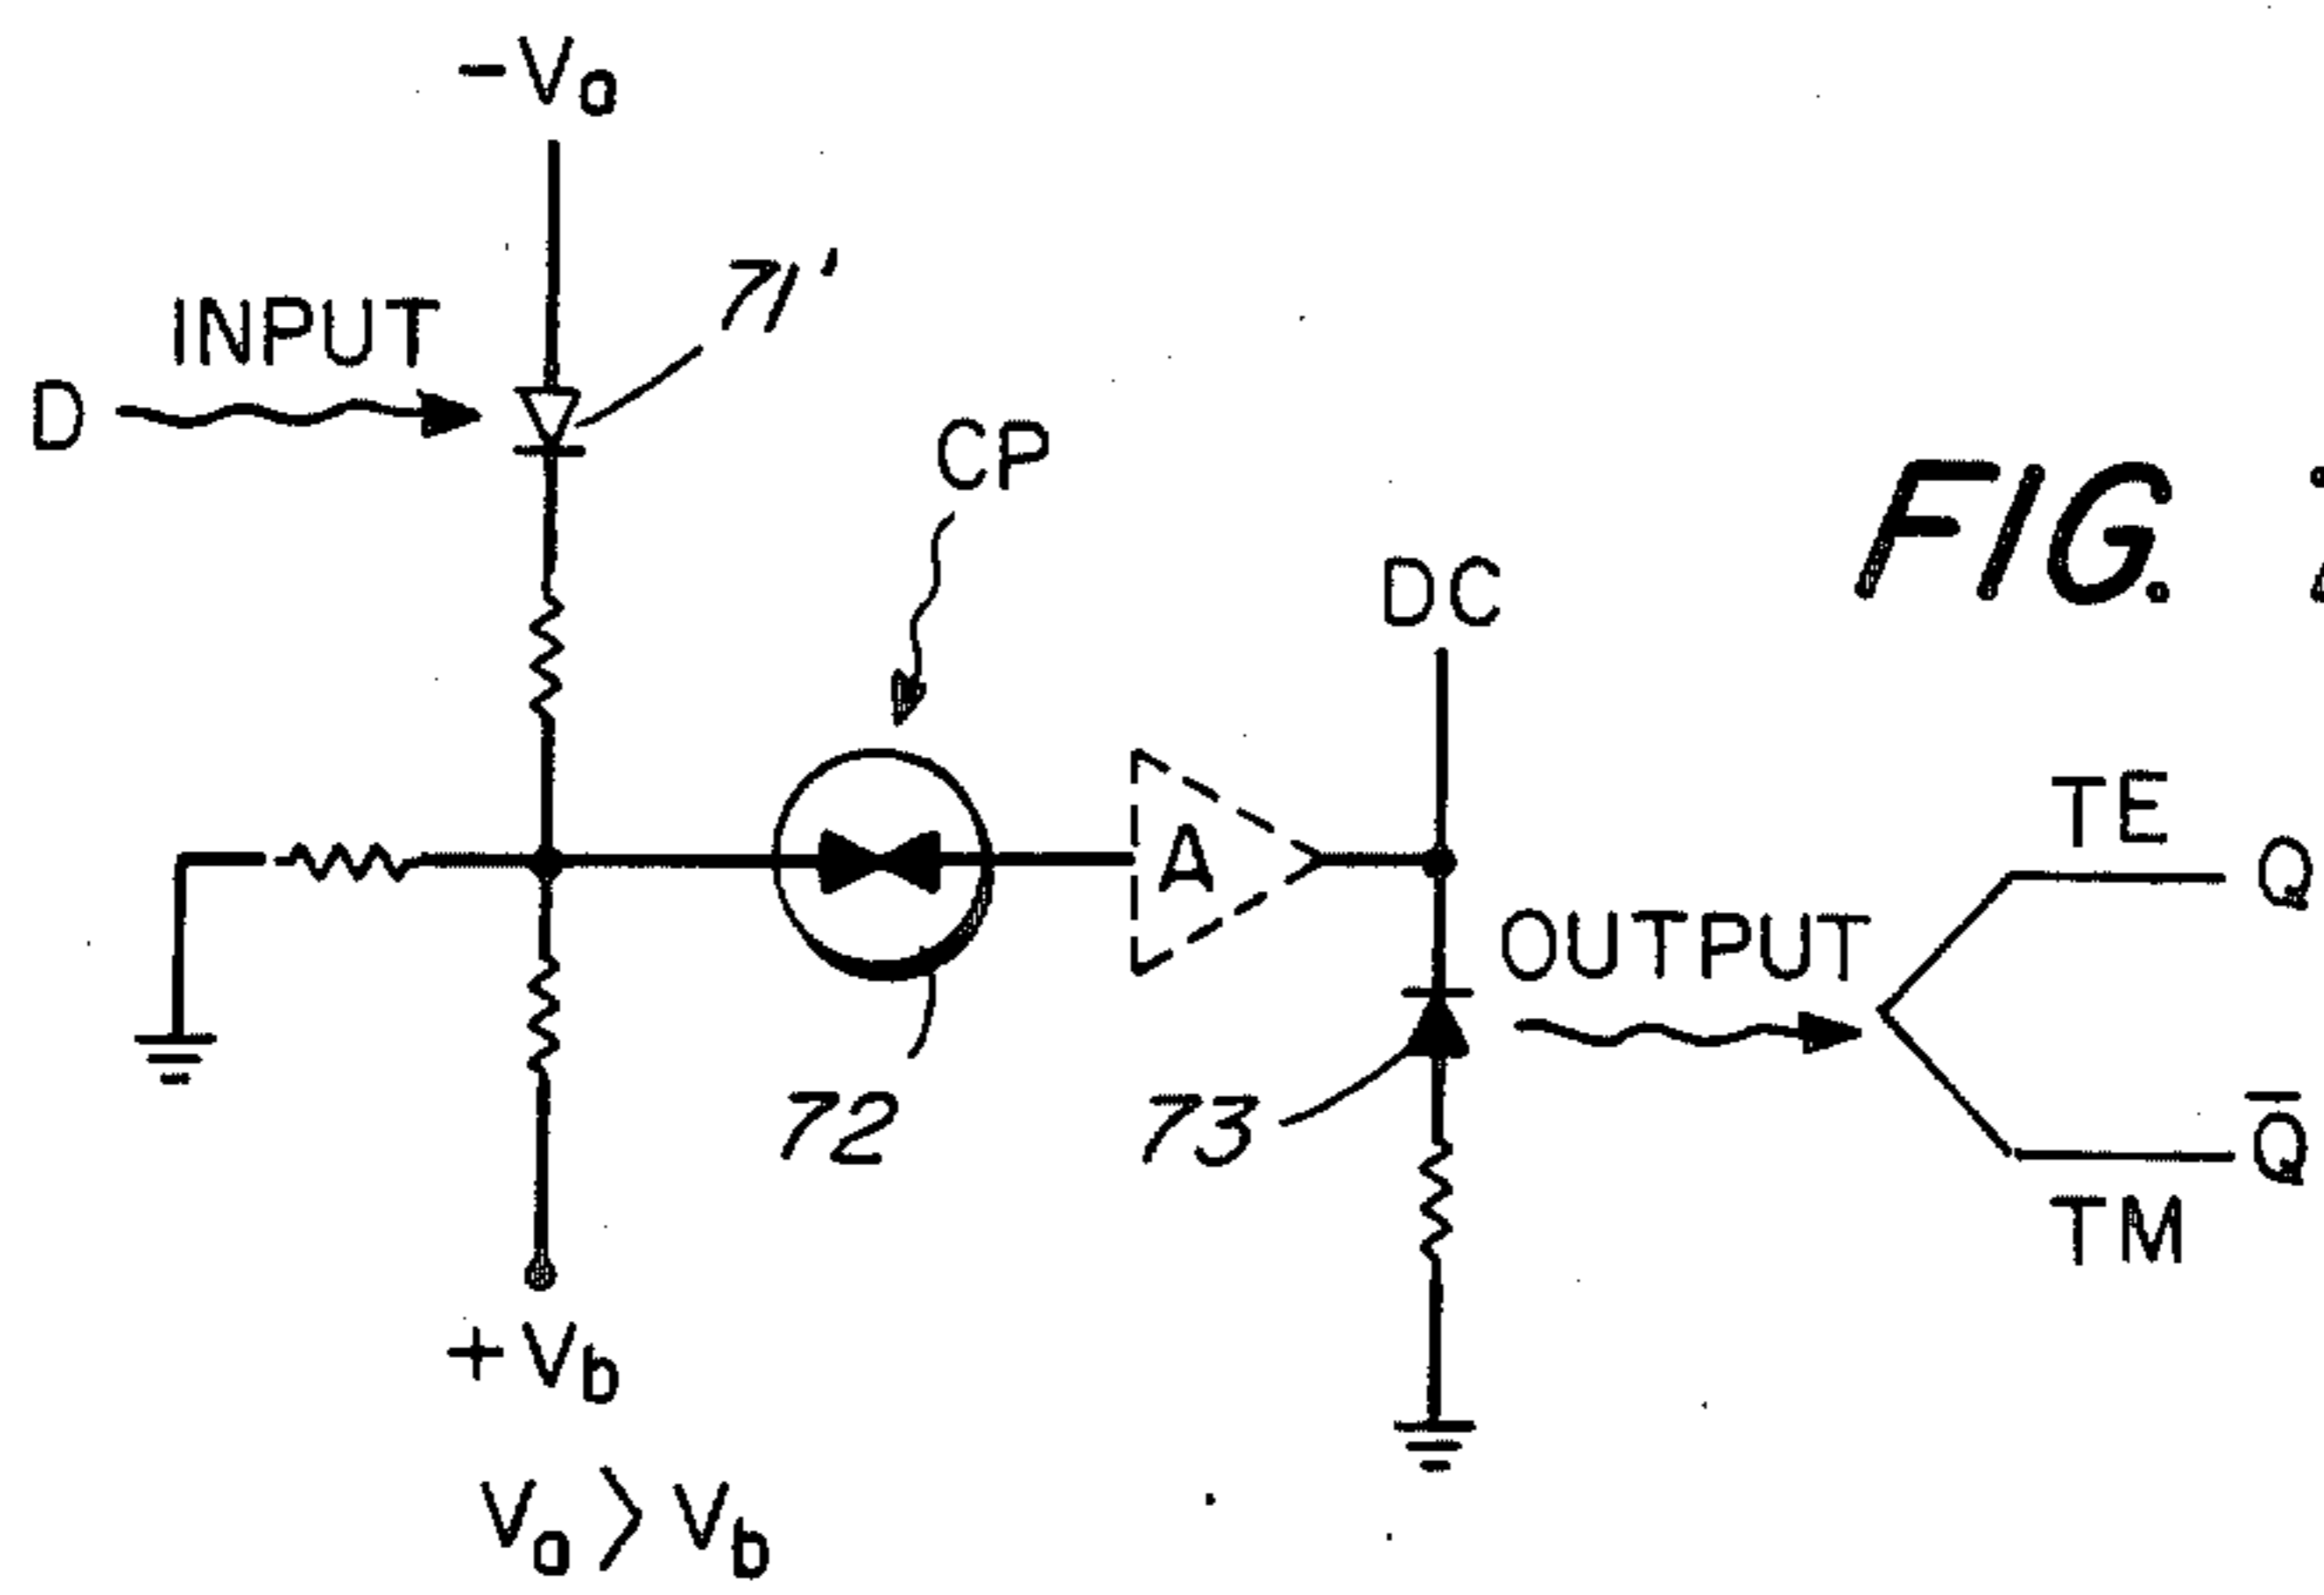 -Va
INPUT
D
71'
CP
DC
FIG.
A
TE
Q
OUTPUT
72
73
Q̅
TM
+Vb
Va > Vb